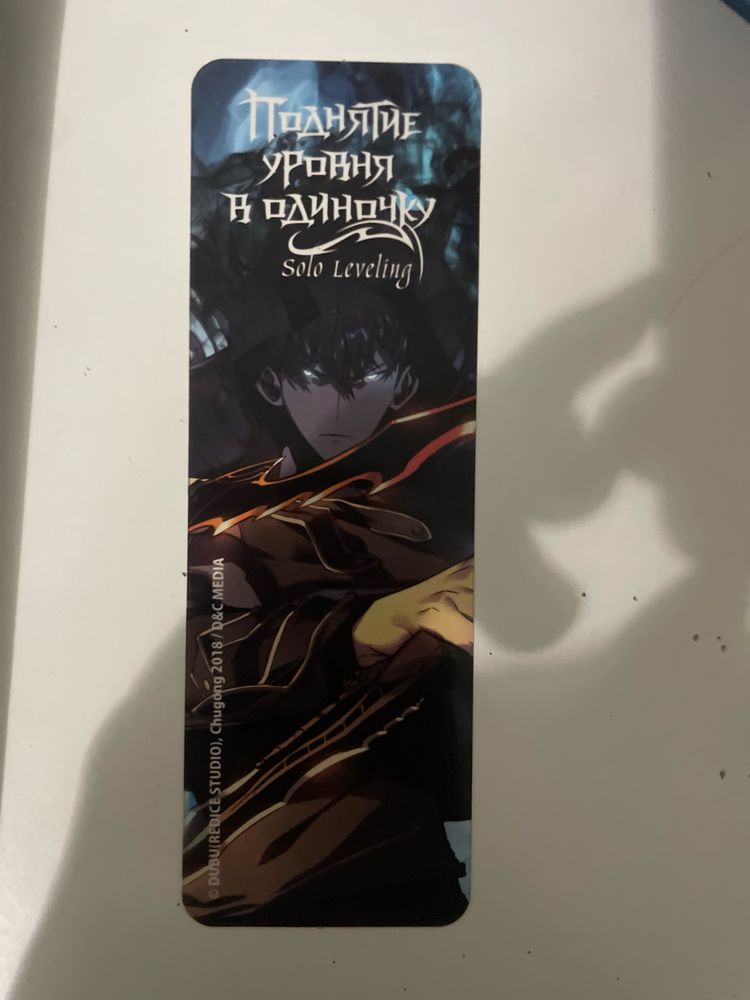 Поднятие
уровня
в одиночку
Solo Leveling
© DUBU(REDICE STUDIO), Chugong 2018 / D&C MEDIA